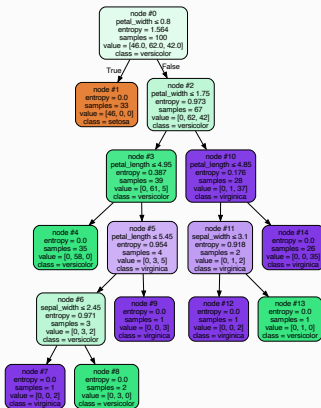 node #0
petal_width ≤ 0.8
entropy = 1.564
samples = 100
value = [46.0, 62.0, 42.0]
class = versicolor
True
False
node #1
entropy = 0.0
samples = 33
value = [46, 0, 0]
class = setosa
node #2
petal_width ≤ 1.75
entropy = 0.973
samples = 67
value = [0, 62, 42]
class = versicolor
node #3
petal_length ≤ 4.95
entropy = 0.387
samples = 39
value = [0, 61, 5]
class = versicolor
node #10
petal_length ≤ 4.85
entropy = 0.176
samples = 28
value = [0, 1, 37]
class = virginica
node #4
entropy = 0.0
samples = 35
value = [0, 58, 0]
class = versicolor
node #5
petal_length ≤ 5.45
entropy = 0.954
samples = 4
value = [0, 3, 5]
class = virginica
node #11
sepal_width ≤ 3.1
entropy = 0.918
samples = 2
value = [0, 1, 2]
class = virginica
node #14
entropy = 0.0
samples = 26
value = [0, 0, 35]
class = virginica
node #6
sepal_width ≤ 2.45
entropy = 0.971
samples = 3
value = [0, 3, 2]
class = versicolor
node #9
entropy = 0.0
samples = 1
value = [0, 0, 3]
class = virginica
node #12
entropy = 0.0
samples = 1
value = [0, 0, 2]
class = virginica
node #13
entropy = 0.0
samples = 1
value = [0, 1, 0]
class = versicolor
node #7
entropy = 0.0
samples = 1
value = [0, 0, 2]
class = virginica
node #8
entropy = 0.0
samples = 2
value = [0, 3, 0]
class = versicolor